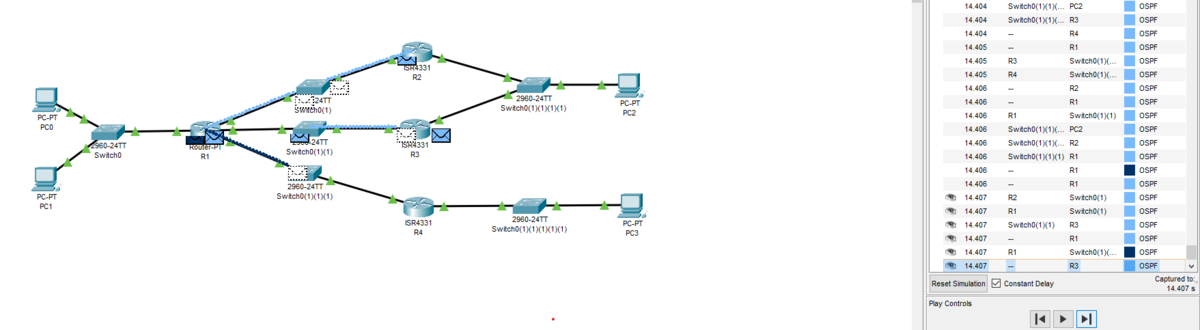 PC-PT
PC0
2960-24TT
Switch0
PC-PT
PC1
Router-PT
R1
24TT
Switch0(1)
Switch0(1)(1)
2960-24TT
Switch0(1)(1)(1)
ISR4331
R2
ISR4331
R3
ISR4331
R4
2960-24TT
Switch0(1)(1)(1)(1)
2960-24TT
Switch0(1)(1)(1)(1)(1)
PC-PT
PC2
PC-PT
PC3
14.404 Switch0(1)(1)(... PC2 OSPF
14.404 Switch0(1)(1)(... R3 OSPF
14.404 -- R4 OSPF
14.405 -- R1 OSPF
14.405 R3 Switch0(1)(... OSPF
14.405 R4 Switch0(1)(... OSPF
14.406 -- R2 OSPF
14.406 -- R1 OSPF
14.406 R1 Switch0(1)(1) OSPF
14.406 Switch0(1)(1)(... PC2 OSPF
14.406 Switch0(1)(1)(... R2 OSPF
14.406 Switch0(1)(1)(1) R1 OSPF
14.406 -- R1 OSPF
14.406 -- R1 OSPF
14.407 R2 Switch0(1) OSPF
14.407 R1 Switch0(1) OSPF
14.407 Switch0(1)(1) R3 OSPF
14.407 -- R1 OSPF
14.407 R1 Switch0(1)(... OSPF
14.407 -- R3 OSPF
Reset Simulation Constant Delay
Captured to:
14.407 s
Play Controls